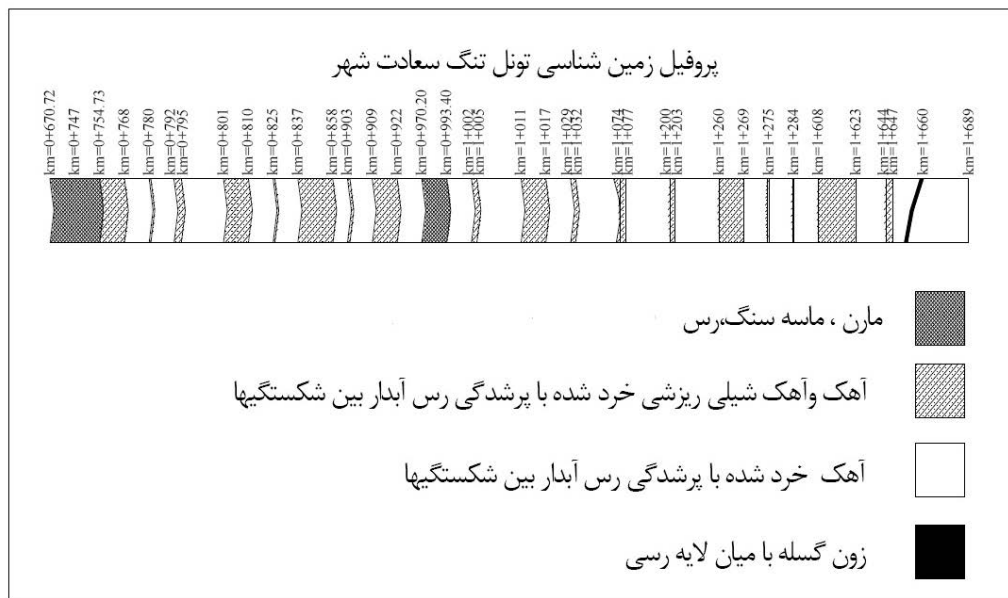 پروفیل زمین شناسی تونل تنگ سعادت شهر
km=0+670.72
km=0+747
km=0+754.73
km=0+768
km=0+780
km=0+792
km=0+795
km=0+801
km=0+810
km=0+825
km=0+837
km=0+858
km=0+903
km=0+909
km=0+922
km=0+970.20
km=0+993.40
km=1+002
km=1+005
km=1+011
km=1+017
km=1+029
km=1+032
km=1+074
km=1+077
km=1+200
km=1+203
km=1+260
km=1+269
km=1+275
km=1+284
km=1+608
km=1+623
km=1+644
km=1+647
km=1+660
km=1+689
مارن ، ماسه سنگ،رس
آهک وآهک شیلی ریزشی خرد شده با پرشدگی رس آبدار بین شکستگیها
آهک خرد شده با پرشدگی رس آبدار بین شکستگیها
زون گسله با میان لایه رسی